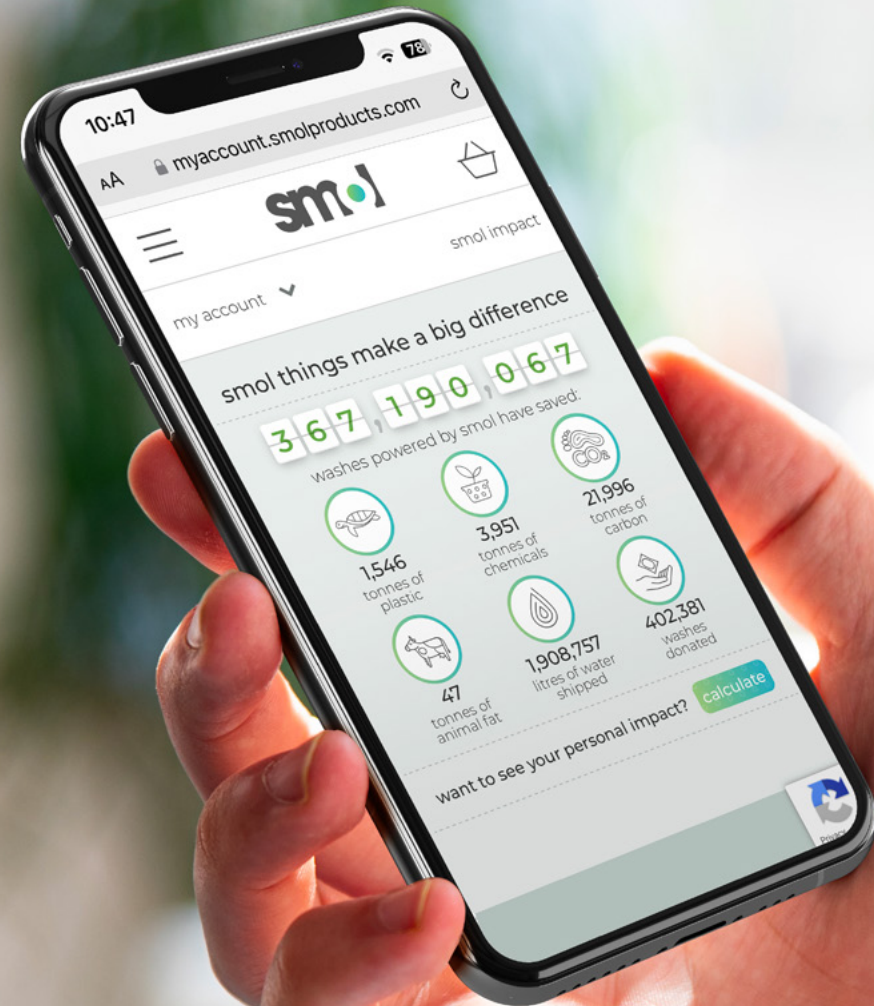 10:47
78
AA
myaccount.smolproducts.com
smol
my account
smol impact
smol things make a big difference
367,190,067
washes powered by smol have saved:
1,546
tonnes of
plastic
3,951
tonnes of
chemicals
CO₂
21,996
tonnes of
carbon
47
tonnes of
animal fat
1,908,757
litres of water
shipped
402,381
washes
donated
want to see your personal impact?
calculate
Privacy